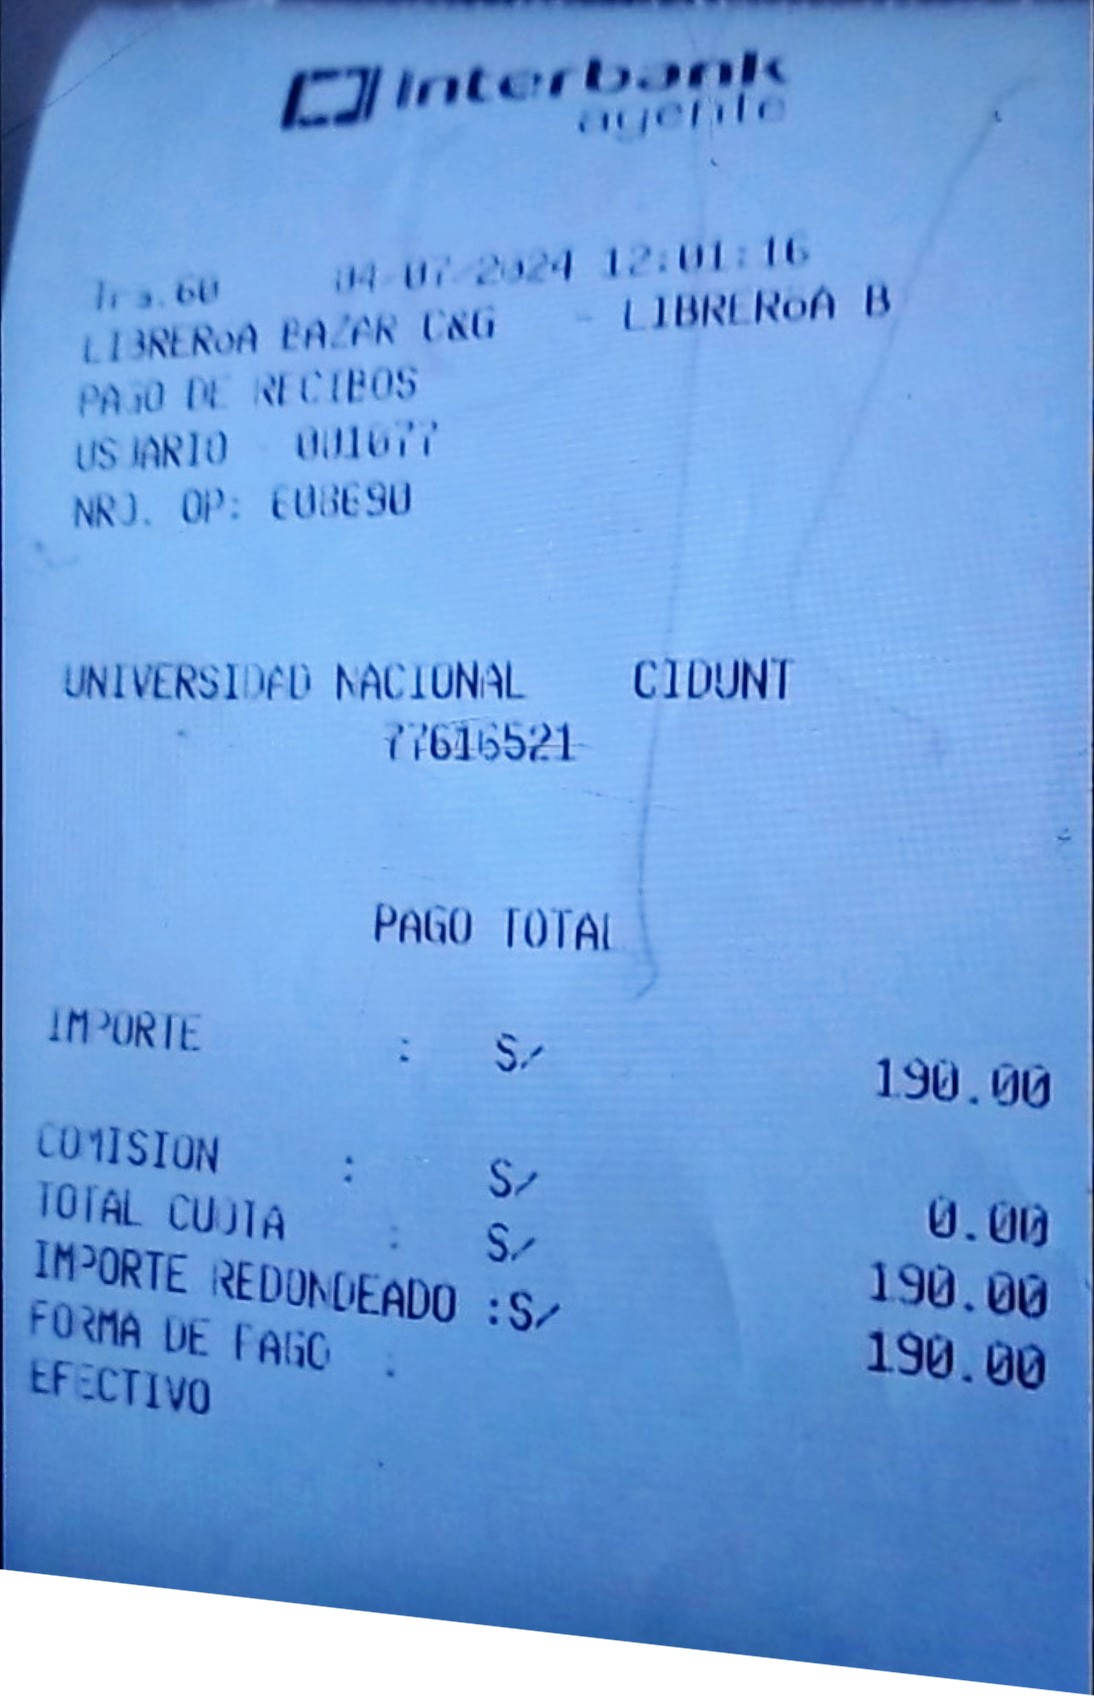 interbank
agente
Tra.60 04-07-2024 12:01:16
LIBRERoA BAZAR C&G - LIBREROA B
PAGO DE RECIBOS
USUARIO - 001677
NRO. OP:
UNIVERSIDAD NACIONAL CIDUNT
77616521
PAGO TOTAL
IMPORTE : S/ 190.00
COMISION : S/ 0.00
TOTAL CUOTA : S/ 190.00
IMPORTE REDONDEADO :S/ 190.00
FORMA DE PAGO :
EFECTIVO